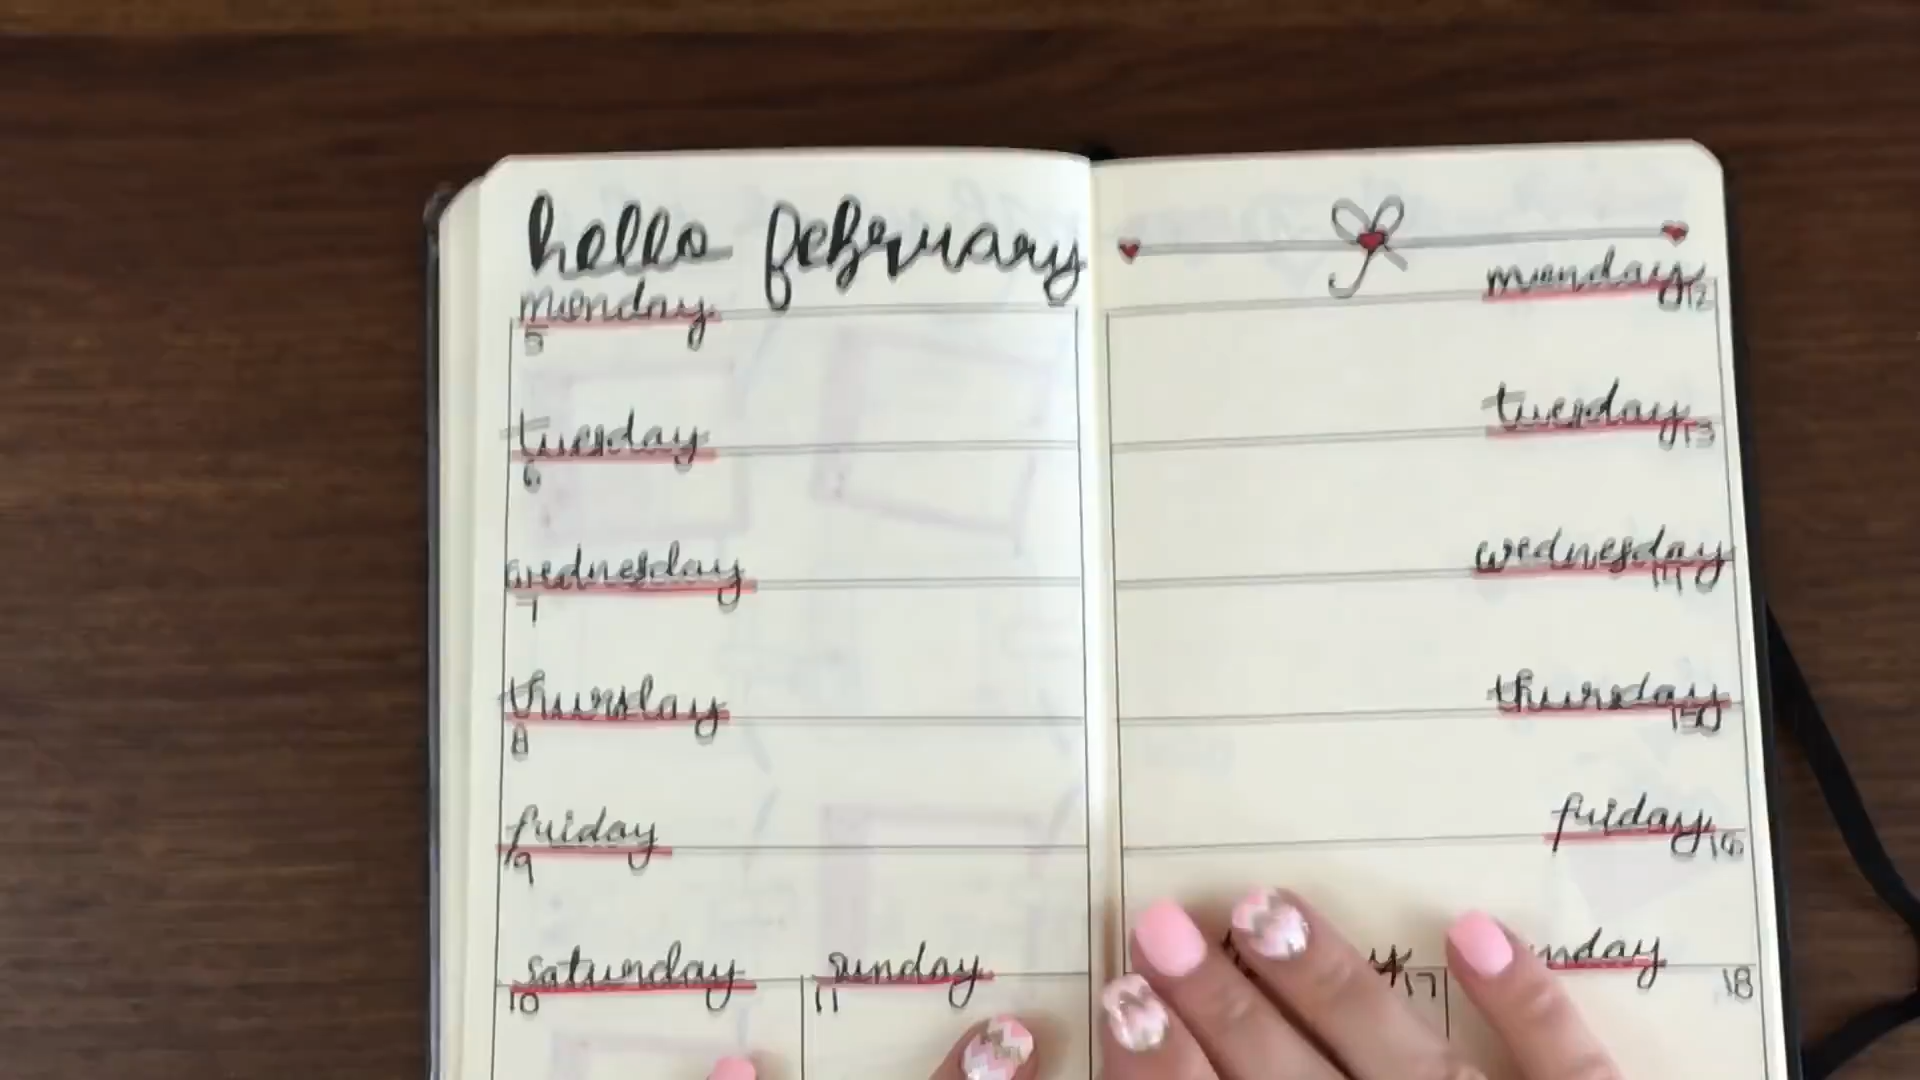 hello february
monday
5
tuesday
6
wednesday
7
thursday
8
friday
9
saturday sunday
10 11
monday
12
tuesday
13
wednesday
14
thursday
15
friday
16
17 18